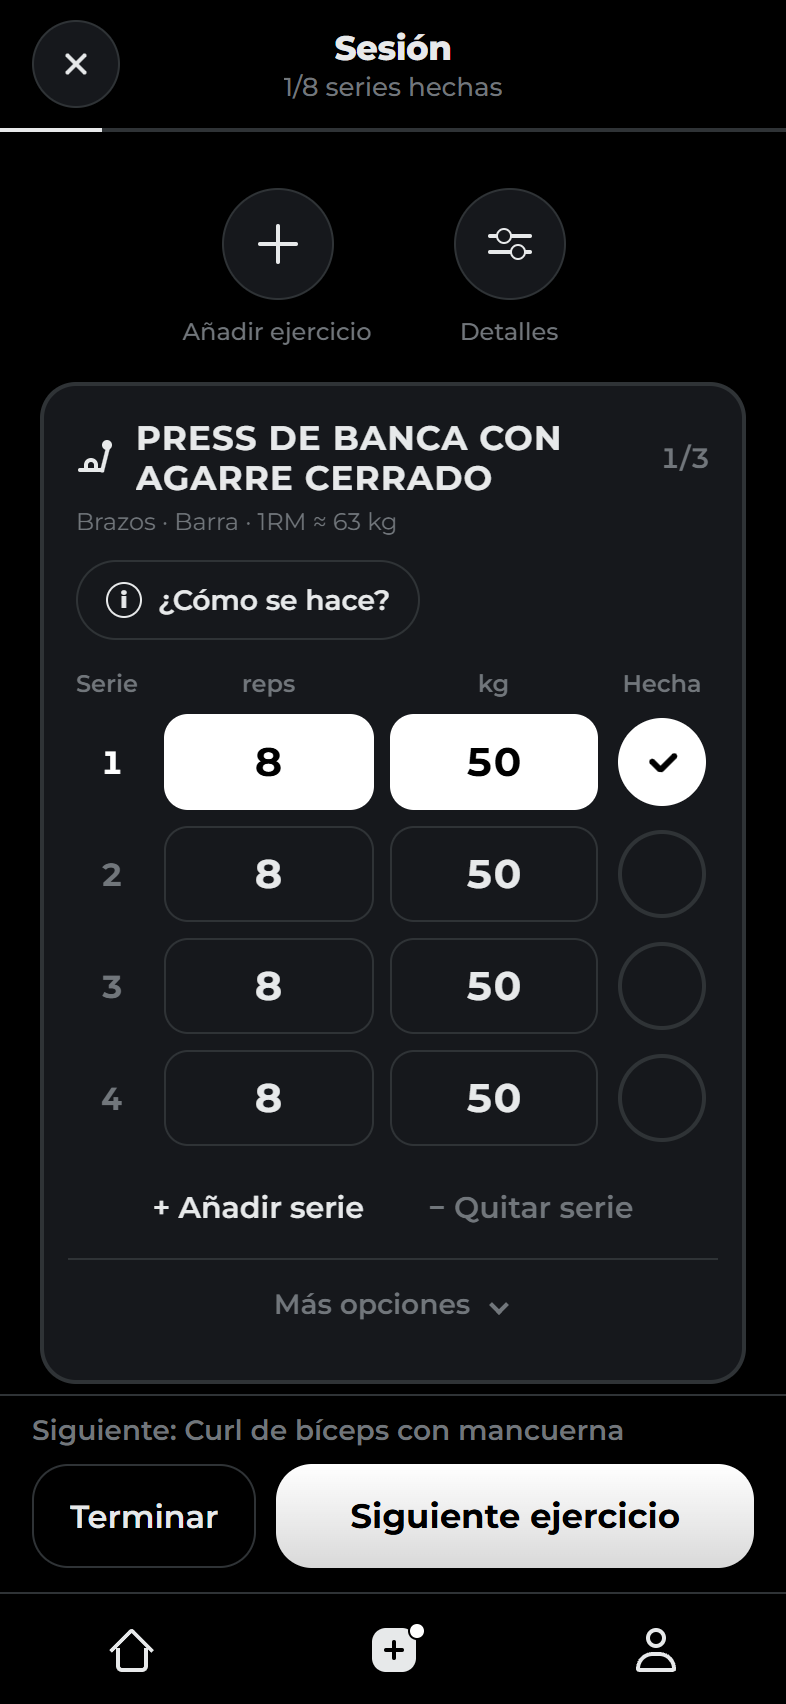 Sesión
1/8 series hechas
Añadir ejercicio
Detalles
PRESS DE BANCA CON
AGARRE CERRADO
1/3
Brazos · Barra · 1RM ≈ 63 kg
¿Cómo se hace?
Serie reps kg Hecha
1 8 50
2 8 50
3 8 50
4 8 50
+ Añadir serie − Quitar serie
Más opciones
Siguiente: Curl de bíceps con mancuerna
Terminar Siguiente ejercicio